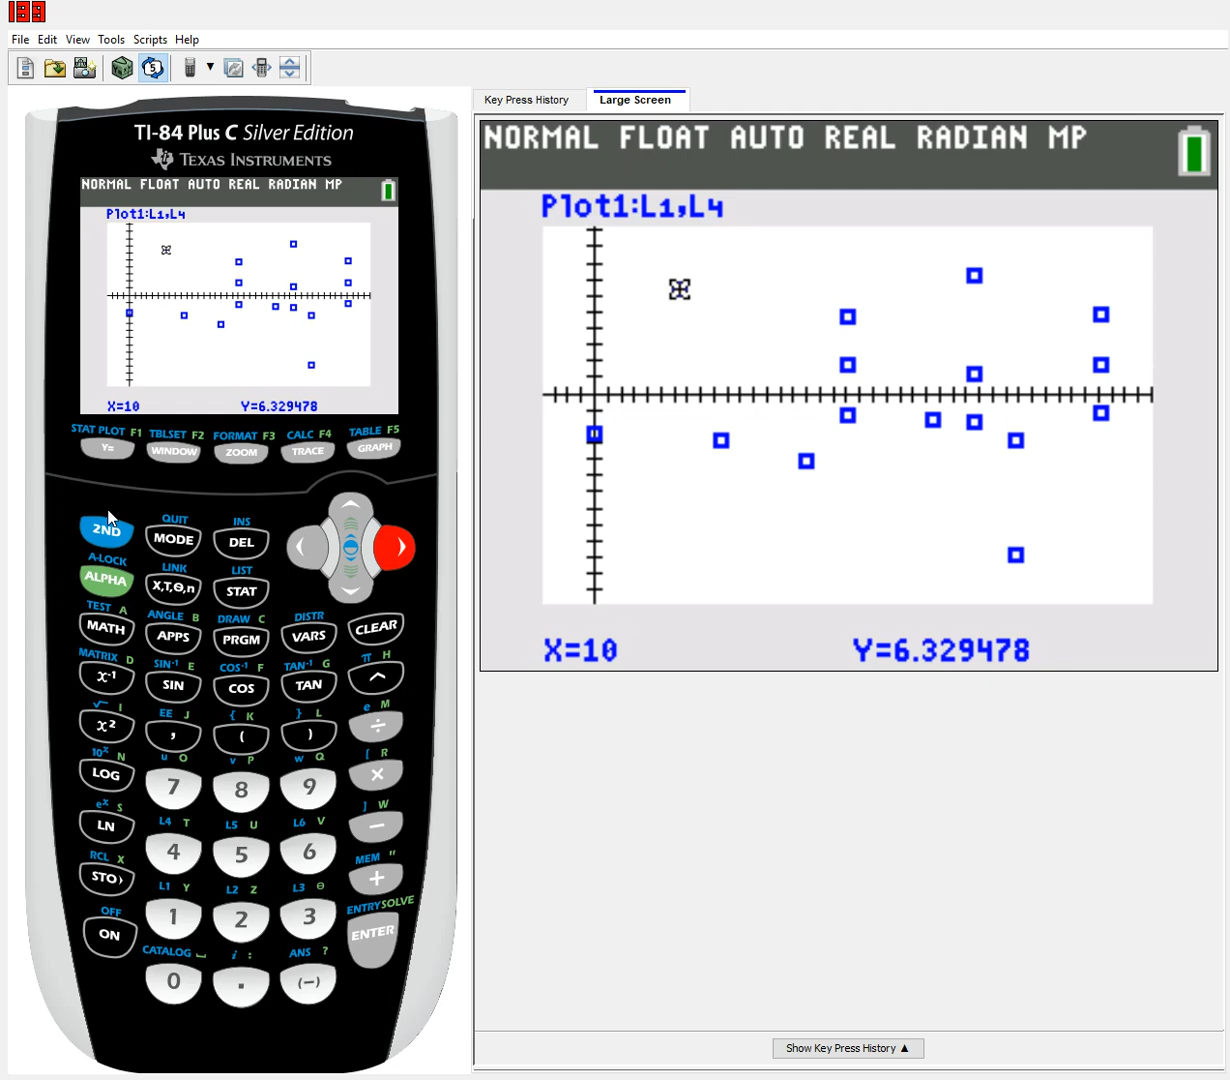 199
File Edit View Tools Scripts Help
Key Press History Large Screen
TI-84 Plus C Silver Edition
TEXAS INSTRUMENTS
NORMAL FLOAT AUTO REAL RADIAN MP
Plot1:L1,L4
X=10 Y=6.329478
NORMAL FLOAT AUTO REAL RADIAN MP
Plot1:L1,L4
X=10 Y=6.329478
STAT PLOT F1 TBLSET F2 FORMAT F3 CALC F4 TABLE F5
Y= WINDOW ZOOM TRACE GRAPH
QUIT INS
2ND MODE DEL
A-LOCK LINK LIST
ALPHA X,T,Θ,n STAT
TEST A ANGLE B DRAW C DISTR
MATH APPS PRGM VARS CLEAR
MATRIX D SIN⁻¹ E COS⁻¹ F TAN⁻¹ G π H
x⁻¹ SIN COS TAN ^
√ I EE J { K } L e M
x² , ( ) ÷
10ˣ N u O v P w Q [ R
LOG 7 8 9 ×
eˣ S L4 T L5 U L6 V ] W
LN 4 5 6 −
RCL X L1 Y L2 Z L3 Θ MEM "
STO› 1 2 3 +
OFF CATALOG ⎵ i : ANS ? ENTRY SOLVE
ON 0 . (−) ENTER
Show Key Press History ▲